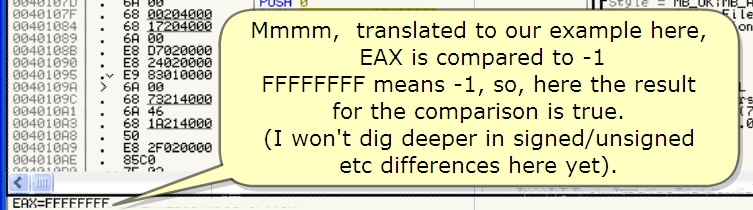 0040107D . 6A 00 PUSH 0 Style = MB_OK|MB_A
0040107F . 68 00204000
00401084 . 68 17204000
00401089 . 6A 00
0040108B . E8 D7020000
00401090 . E8 24020000
00401095 . E9 83010000
0040109A > 6A 00
0040109C . 68 73214000
004010A1 . 6A 46
004010A3 . 68 1A214000
004010A8 . 50
004010A9 . E8 2F020000
004010AE . 85C0
Mmmm, translated to our example here,
EAX is compared to -1
FFFFFFFF means -1, so, here the result
for the comparison is true.
(I won't dig deeper in signed/unsigned
etc differences here yet).
EAX=FFFFFFFF